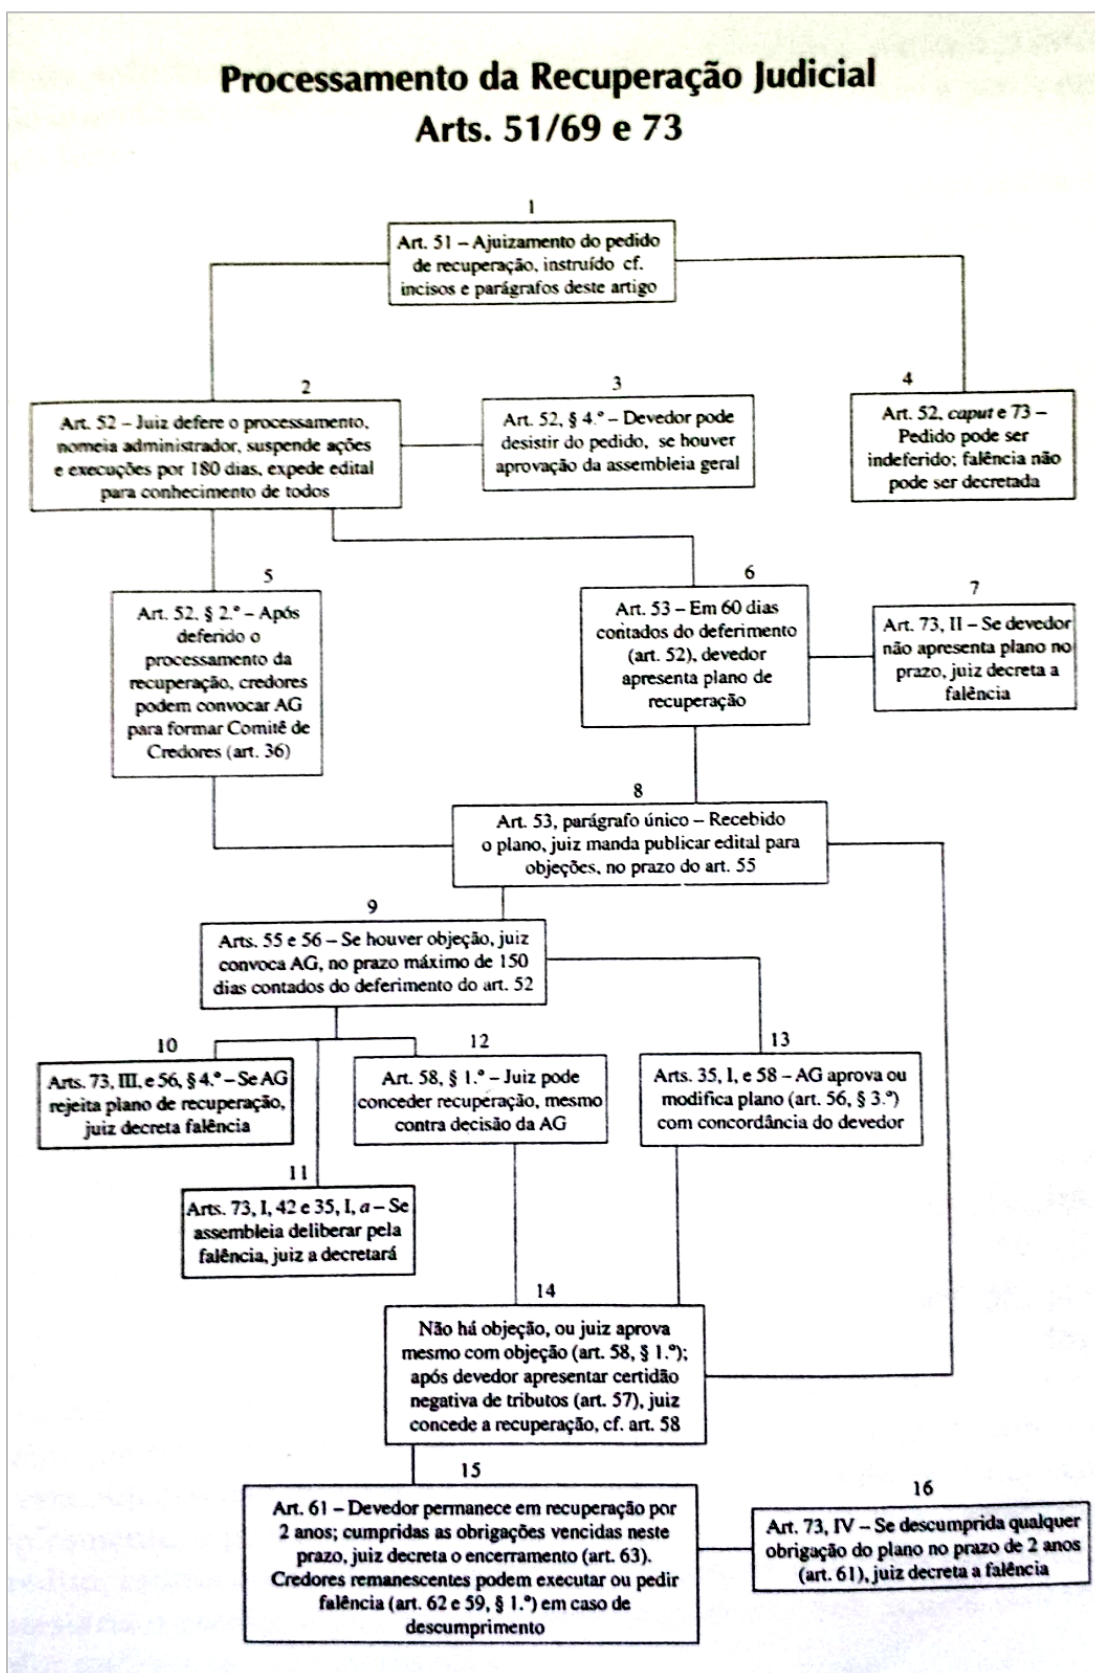 Processamento da Recuperação Judicial
Arts. 51/69 e 73
1
Art. 51 – Ajuizamento do pedido
de recuperação, instruído cf.
incisos e parágrafos deste artigo
2
Art. 52 – Juiz defere o processamento,
nomeia administrador, suspende ações
e execuções por 180 dias, expede edital
para conhecimento de todos
3
Art. 52, § 4.º – Devedor pode
desistir do pedido, se houver
aprovação da assembleia geral
4
Art. 52, caput e 73 –
Pedido pode ser
indeferido; falência não
pode ser decretada
5
Art. 52, § 2.º – Após
deferido o
processamento da
recuperação, credores
podem convocar AG
para formar Comitê de
Credores (art. 36)
6
Art. 53 – Em 60 dias
contados do deferimento
(art. 52), devedor
apresenta plano de
recuperação
7
Art. 73, II – Se devedor
não apresenta plano no
prazo, juiz decreta a
falência
8
Art. 53, parágrafo único – Recebido
o plano, juiz manda publicar edital para
objeções, no prazo do art. 55
9
Arts. 55 e 56 – Se houver objeção, juiz
convoca AG, no prazo máximo de 150
dias contados do deferimento do art. 52
10
Arts. 73, III, e 56, § 4.º – Se AG
rejeita plano de recuperação,
juiz decreta falência
11
Arts. 73, I, 42 e 35, I, a – Se
assembleia deliberar pela
falência, juiz a decretará
12
Art. 58, § 1.º – Juiz pode
conceder recuperação, mesmo
contra decisão da AG
13
Arts. 35, I, e 58 – AG aprova ou
modifica plano (art. 56, § 3.º)
com concordância do devedor
14
Não há objeção, ou juiz aprova
mesmo com objeção (art. 58, § 1.º);
após devedor apresentar certidão
negativa de tributos (art. 57), juiz
concede a recuperação, cf. art. 58
15
Art. 61 – Devedor permanece em recuperação por
2 anos; cumpridas as obrigações vencidas neste
prazo, juiz decreta o encerramento (art. 63).
Credores remanescentes podem executar ou pedir
falência (art. 62 e 59, § 1.º) em caso de
descumprimento
16
Art. 73, IV – Se descumprida qualquer
obrigação do plano no prazo de 2 anos
(art. 61), juiz decreta a falência